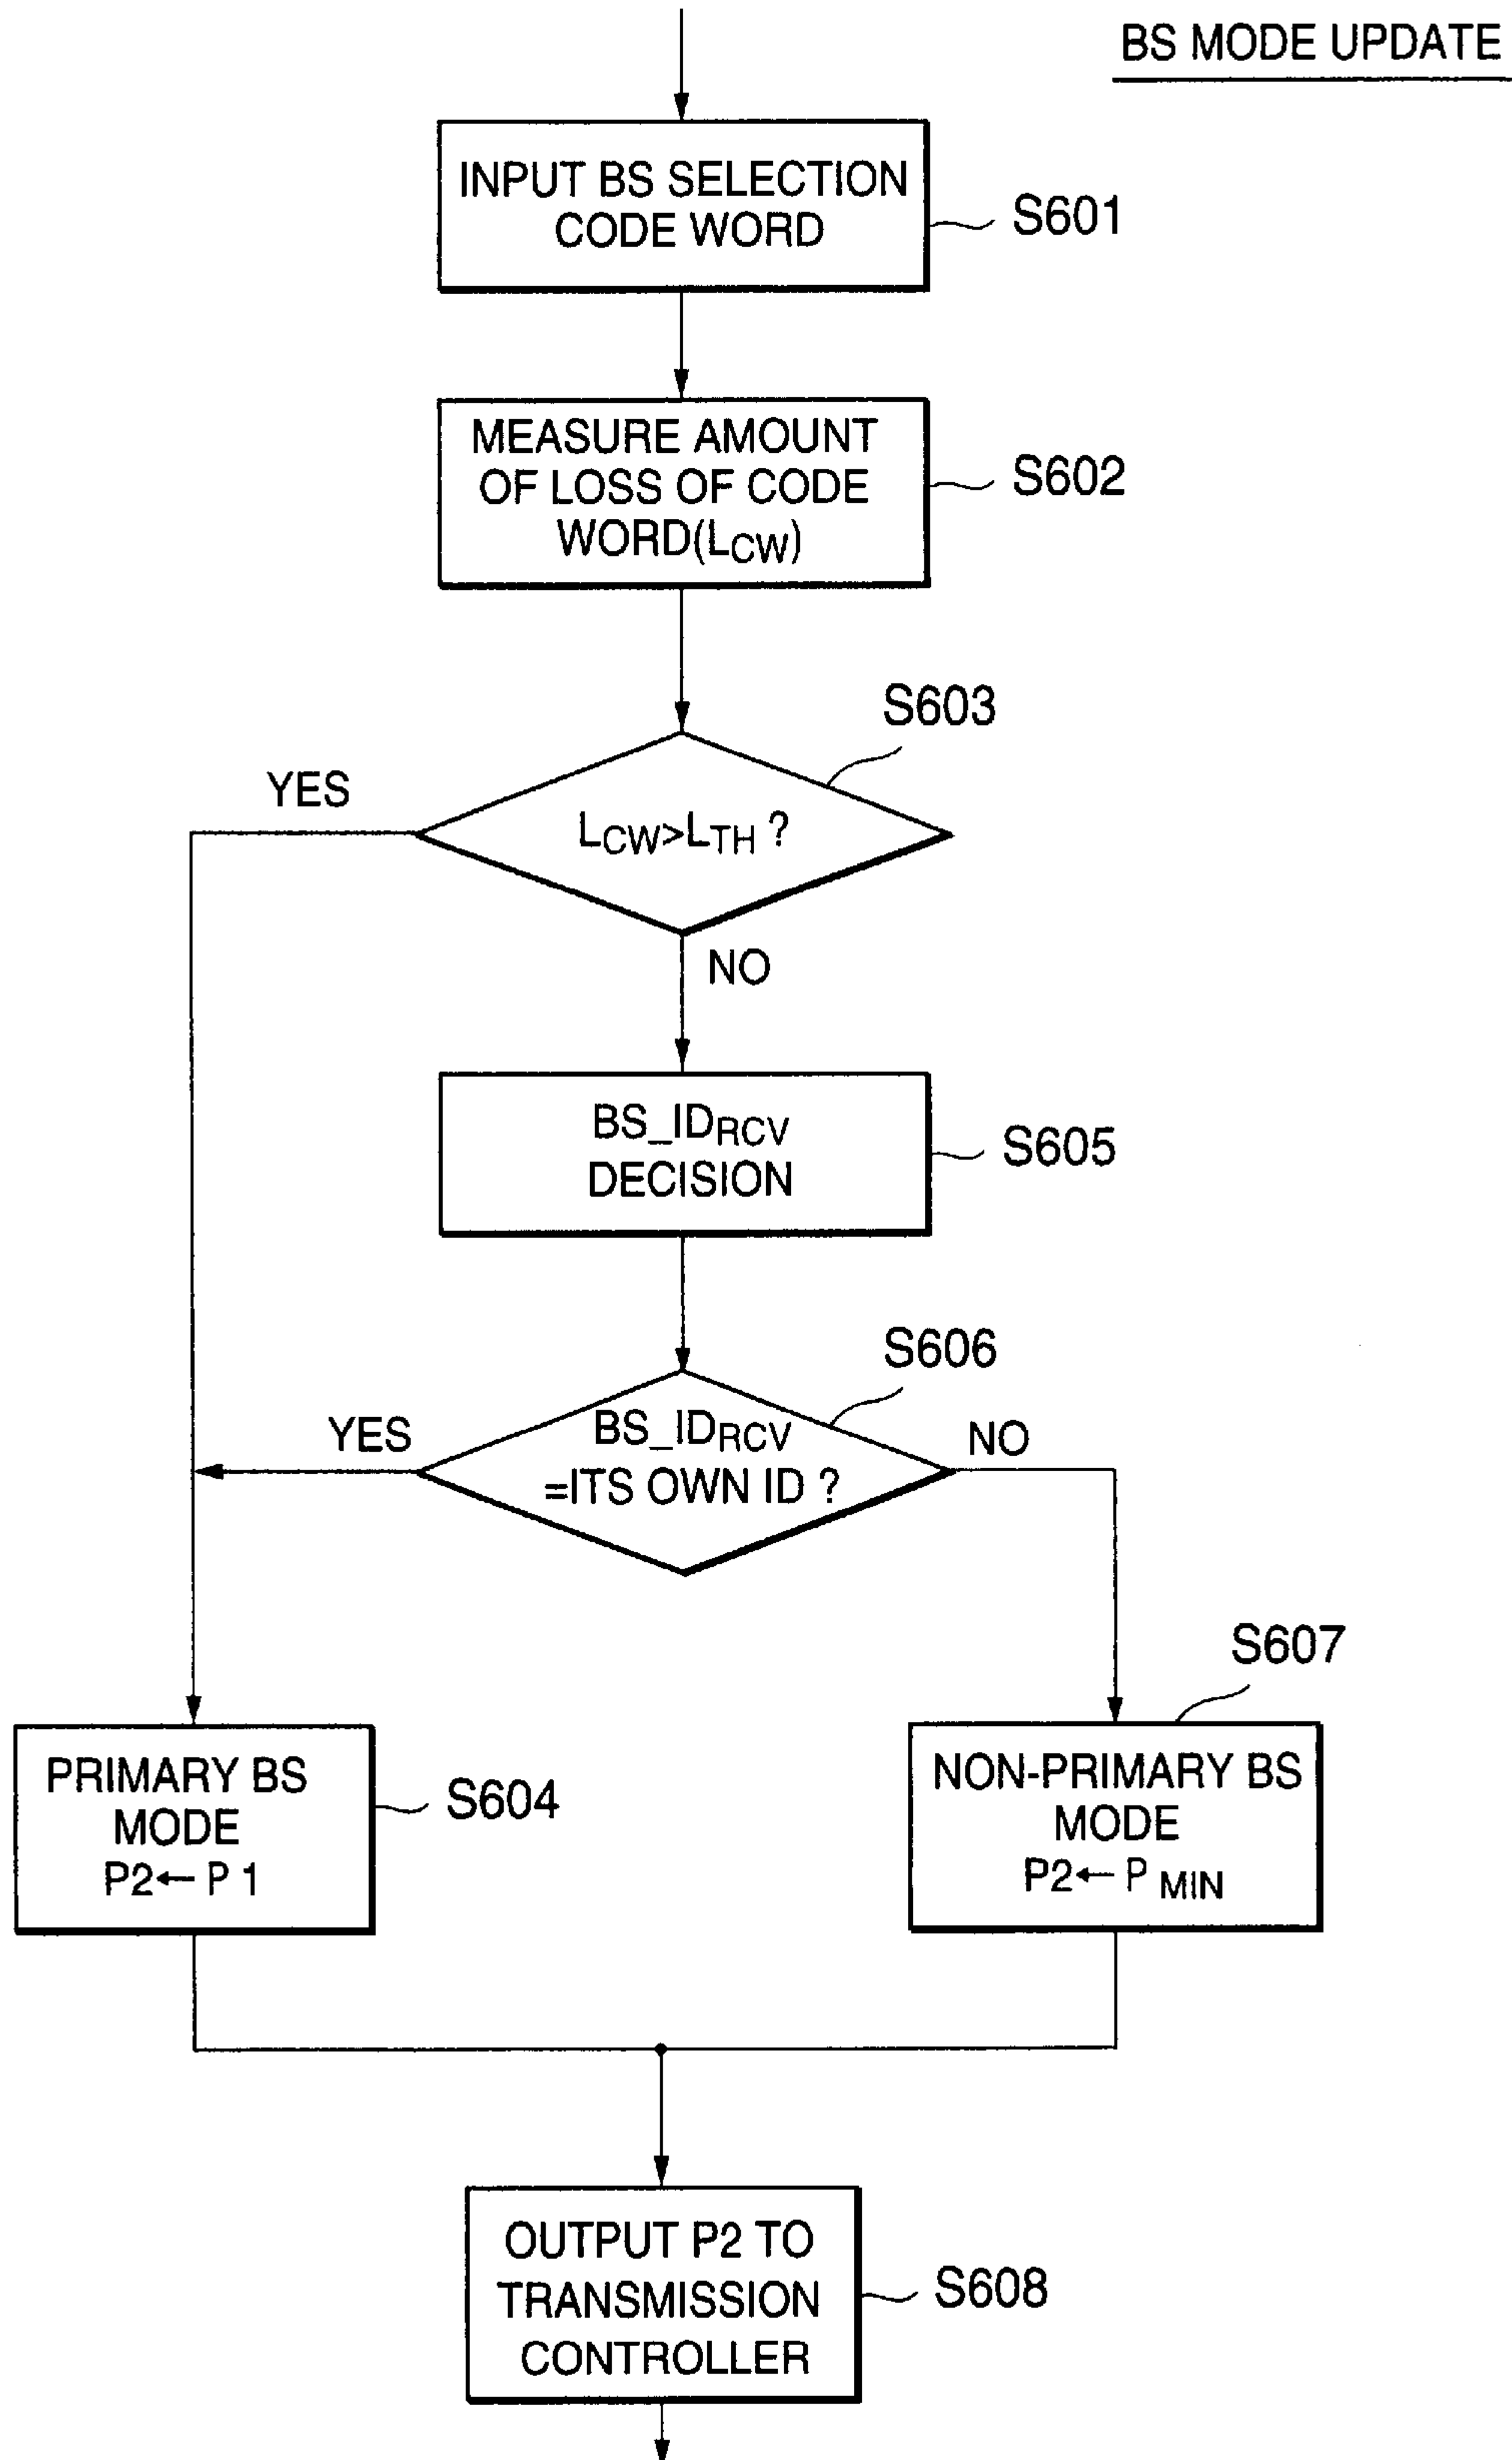 BS MODE UPDATE
INPUT BS SELECTION
CODE WORD
S601
MEASURE AMOUNT
OF LOSS OF CODE
WORD(LCW)
S602
S603
YES
LCW>LTH ?
NO
BS_IDRCV
DECISION
S605
S606
YES
BS_IDRCV
=ITS OWN ID ?
NO
S607
PRIMARY BS
MODE
P2← P 1
S604
NON-PRIMARY BS
MODE
P2← P MIN
OUTPUT P2 TO
TRANSMISSION
CONTROLLER
S608